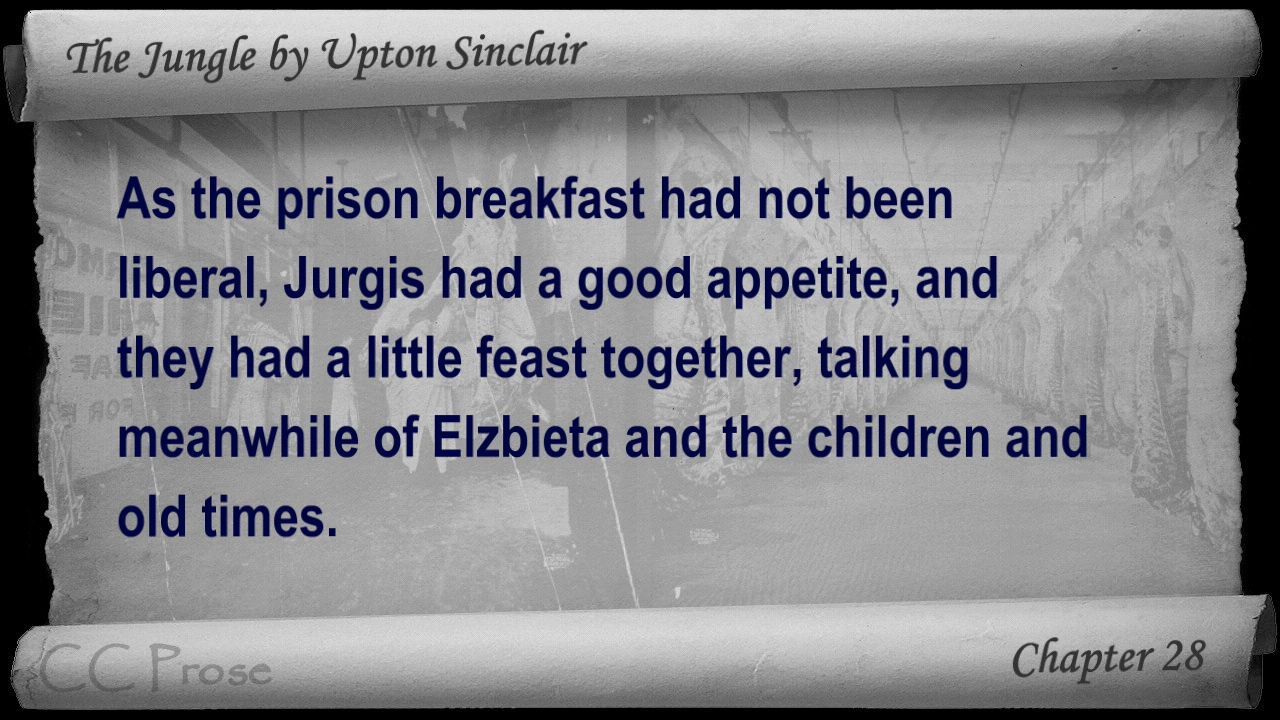 The Jungle by Upton Sinclair
As the prison breakfast had not been
liberal, Jurgis had a good appetite, and
they had a little feast together, talking
meanwhile of Elzbieta and the children and
old times.
CC Prose
Chapter 28